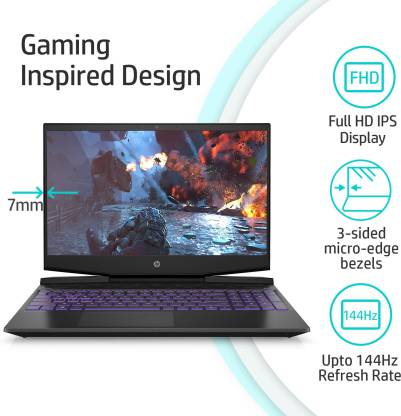 Gaming
Inspired Design
FHD
Full HD IPS
Display
7mm
3-sided
micro-edge
bezels
hp
144Hz
Upto 144Hz
Refresh Rate